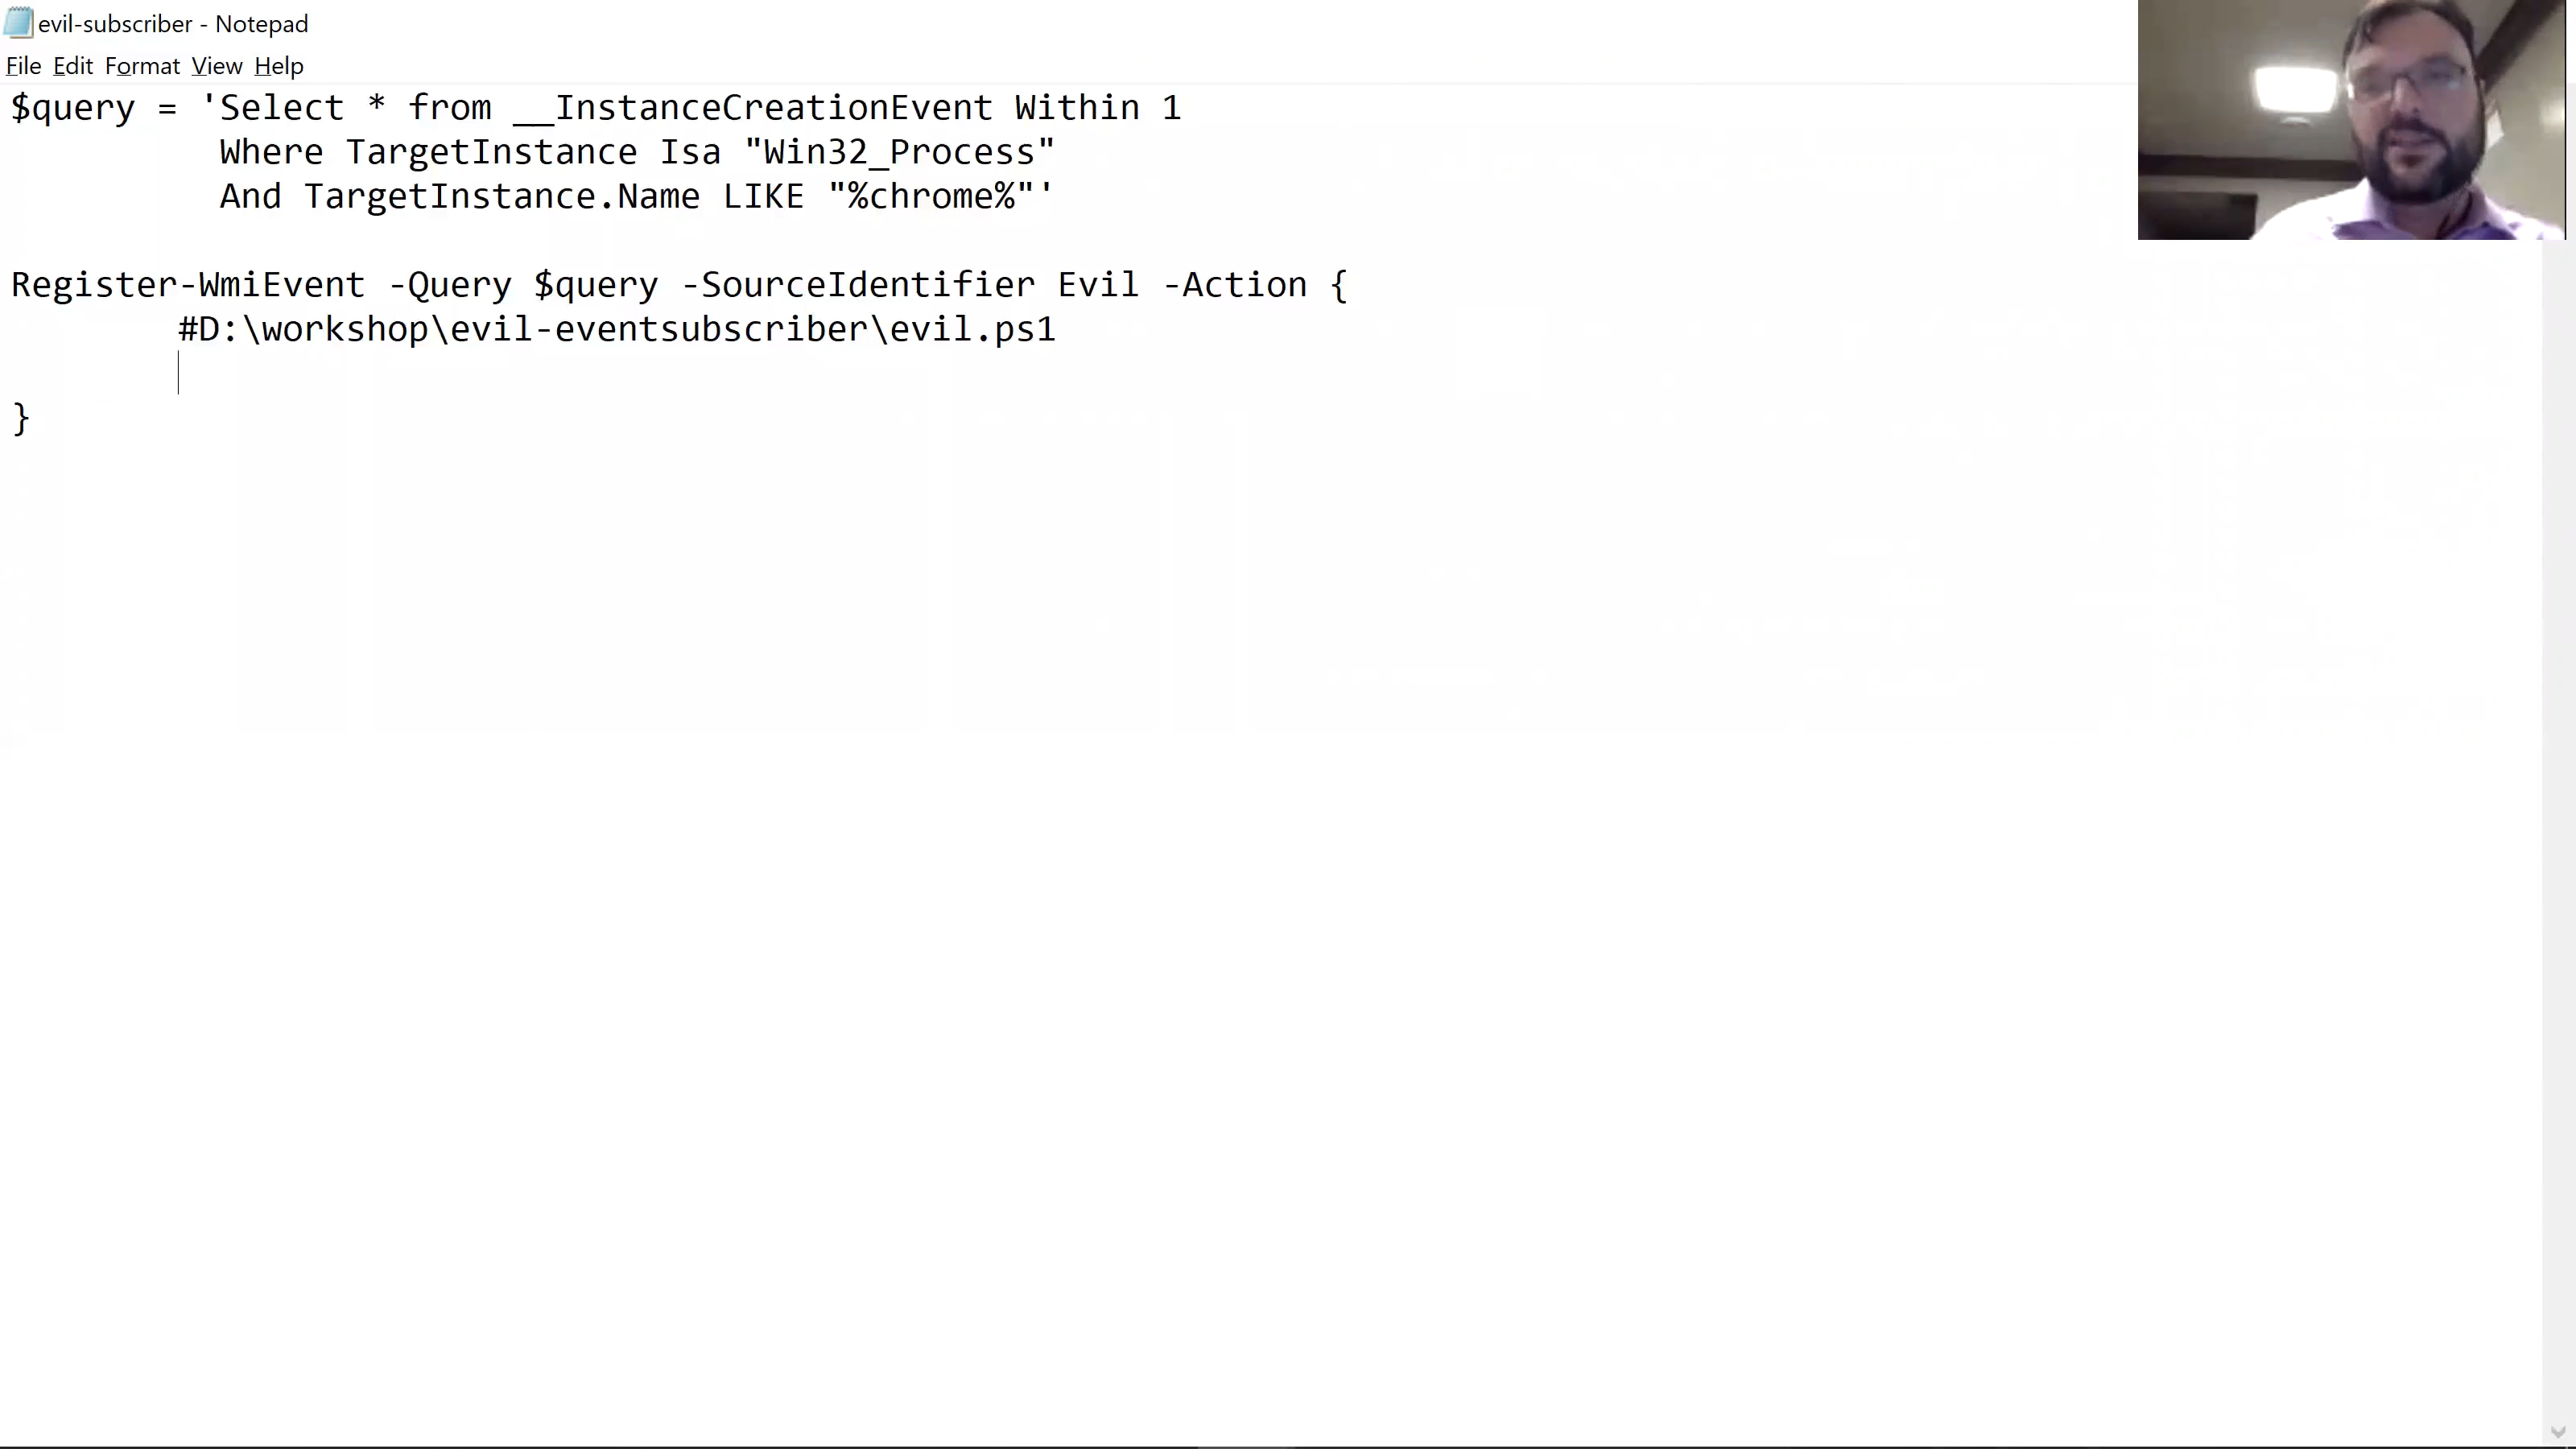 evil-subscriber - Notepad
File Edit Format View Help
$query = 'Select * from __InstanceCreationEvent Within 1
Where TargetInstance Isa "Win32_Process"
And TargetInstance.Name LIKE "%chrome%"'
Register-WmiEvent -Query $query -SourceIdentifier Evil -Action {
#D:\workshop\evil-eventsubscriber\evil.ps1
}